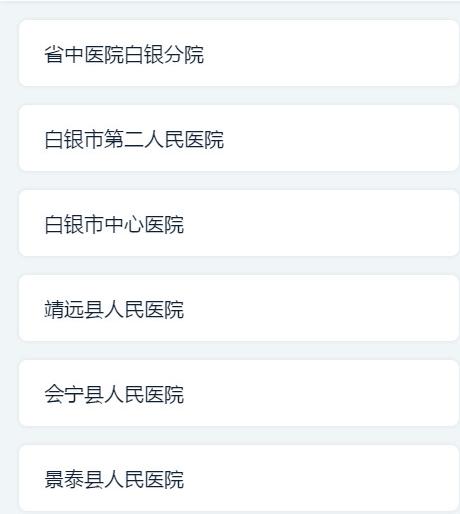 省中医院白银分院
白银市第二人民医院
白银市中心医院
靖远县人民医院
会宁县人民医院
景泰县人民医院